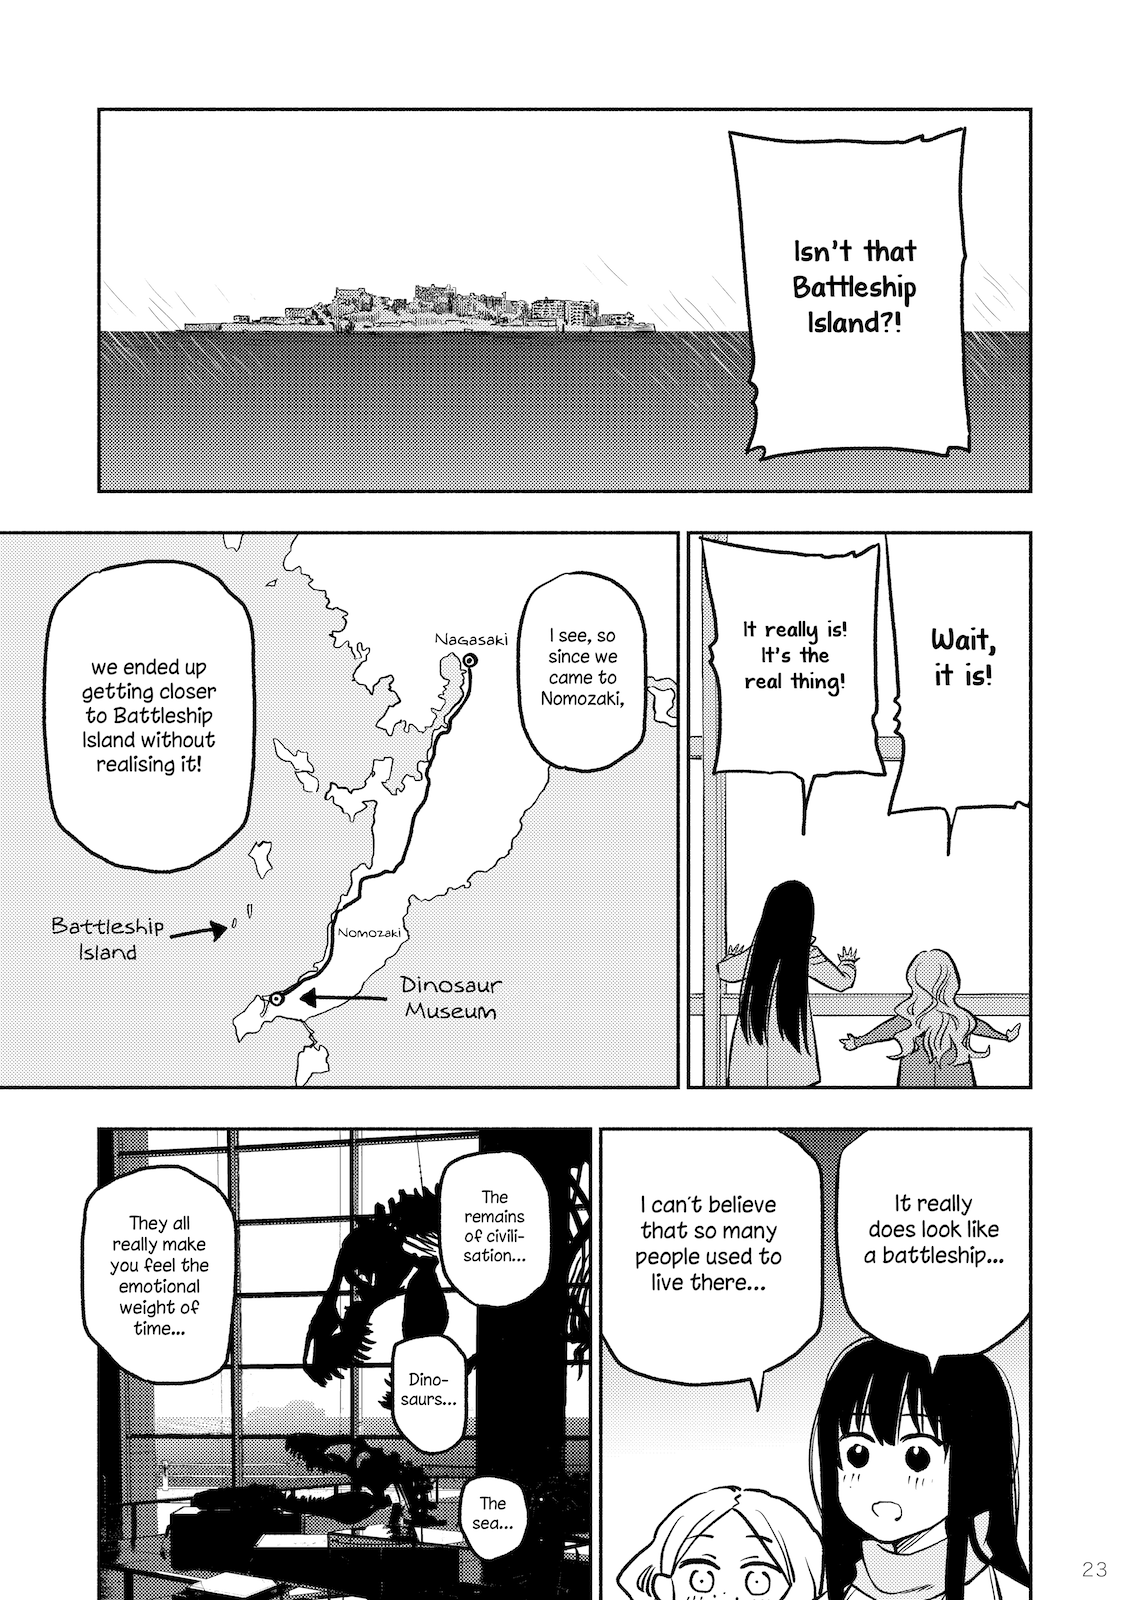 Isn't that
Battleship
Island?!
Wait,
it is!
It really is!
It's the
real thing!
I see, so
since we
came to
Nomozaki,
Nagasaki
we ended up
getting closer
to Battleship
Island without
realising it!
Battleship
Island
Nomozaki
Dinosaur
Museum
It really
does look like
a battleship...
I can't believe
that so many
people used to
live there...
The
remains
of civili-
sation...
Dino-
saurs...
The
sea...
They all
really make
you feel the
emotional
weight of
time...
23